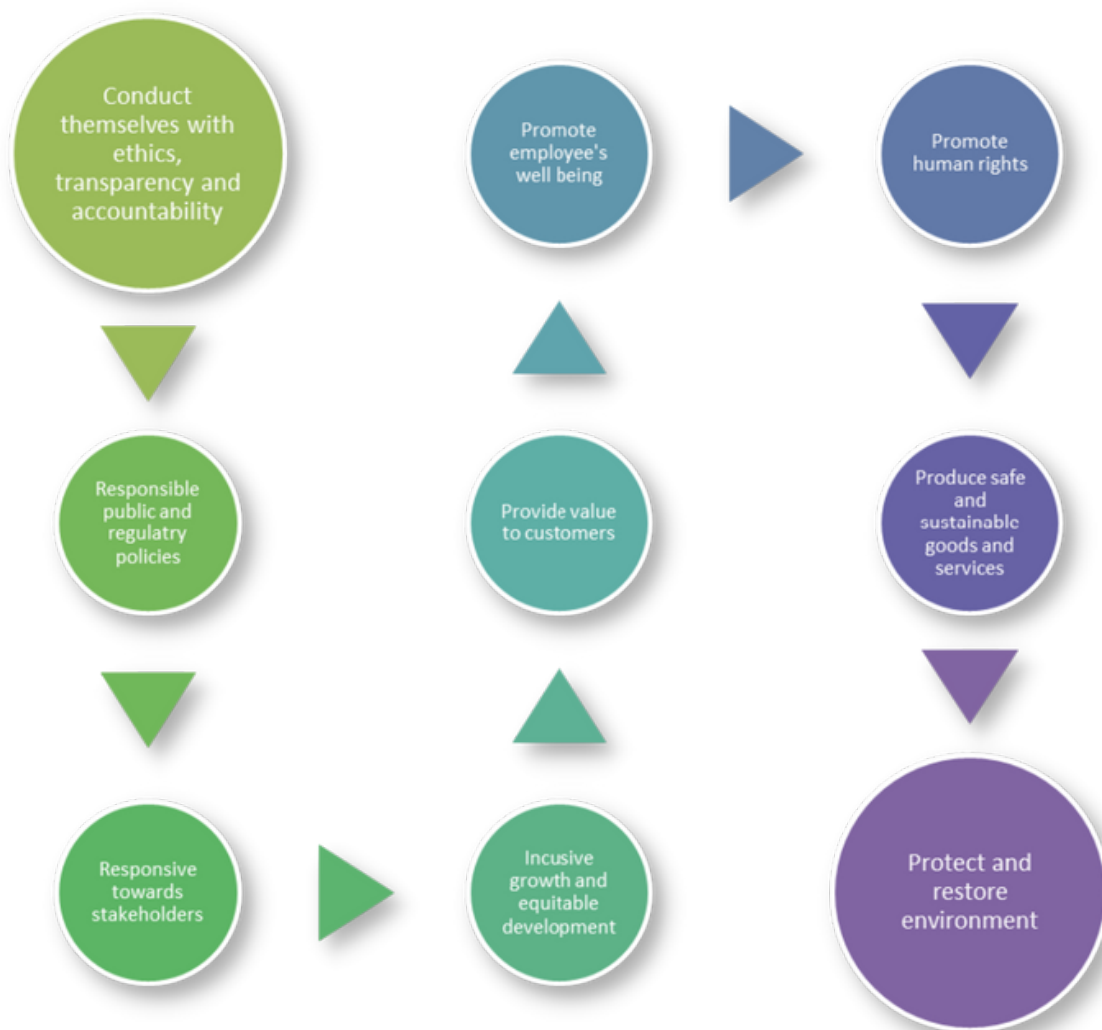 Conduct
themselves with
ethics,
transparency and
accountability
Responsible
public and
regulatry
policies
Responsive
towards
stakeholders
Incusive
growth and
equitable
development
Provide value
to customers
Promote
employee's
well being
Promote
human rights
Produce safe
and
sustainable
goods and
services
Protect and
restore
environment